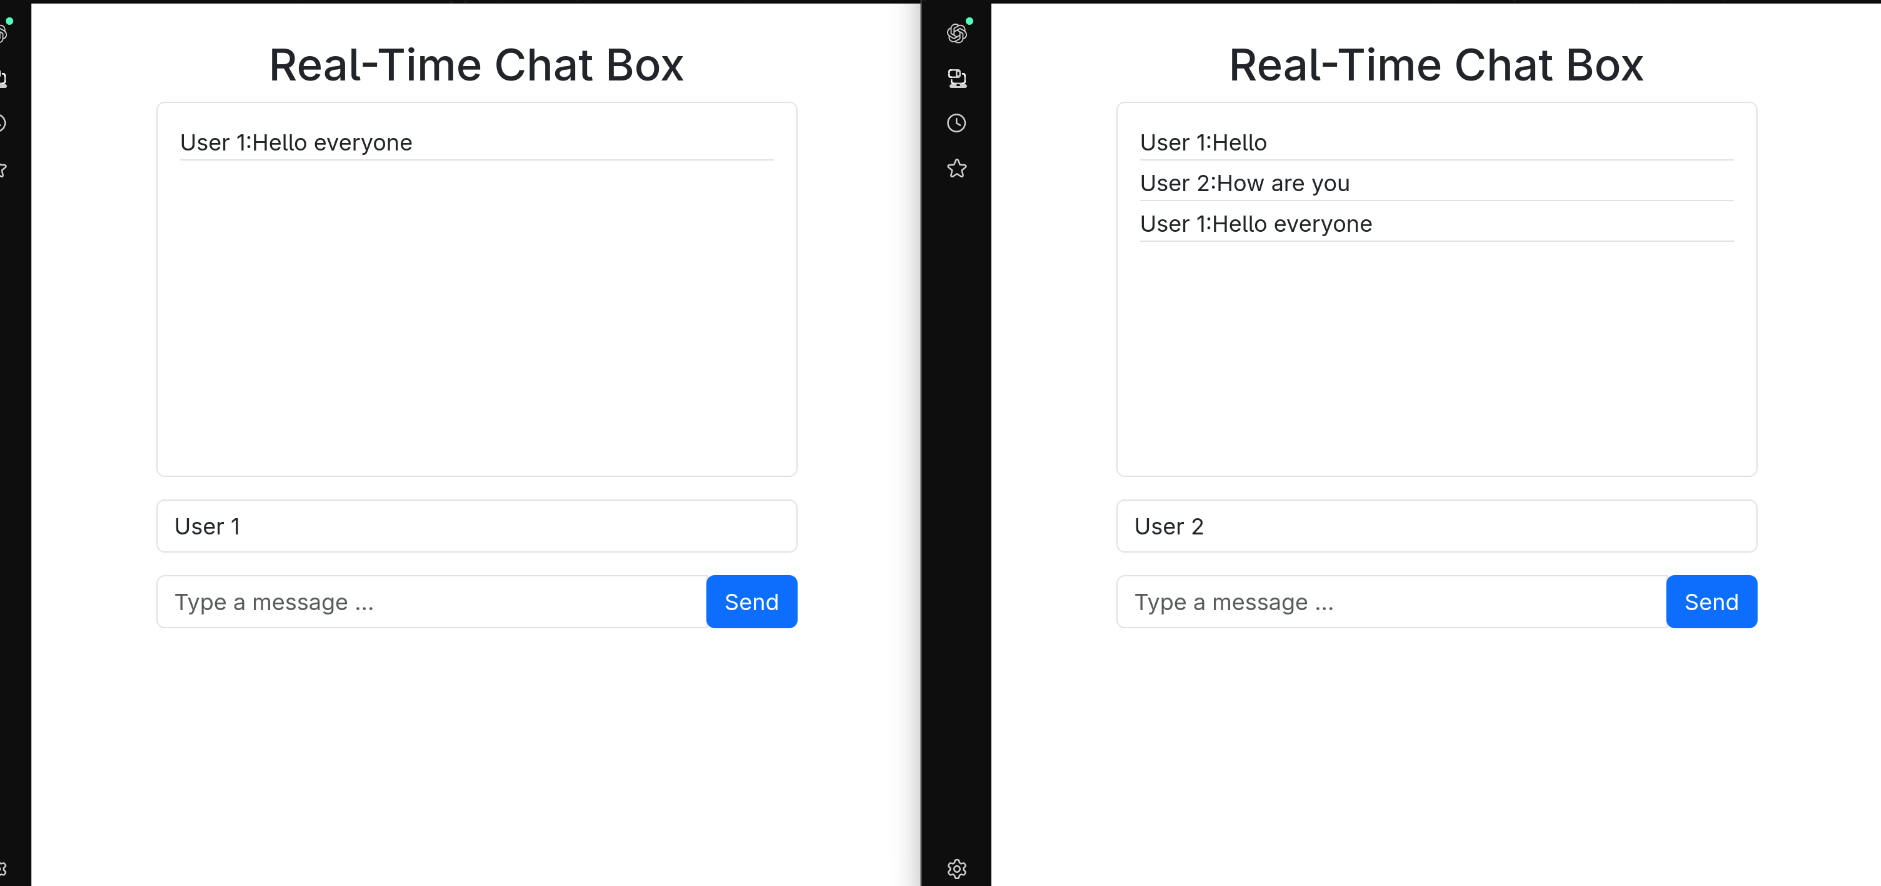 Real-Time Chat Box
User 1:Hello everyone
User 1
Type a message ...
Send
Real-Time Chat Box
User 1:Hello
User 2:How are you
User 1:Hello everyone
User 2
Type a message ...
Send